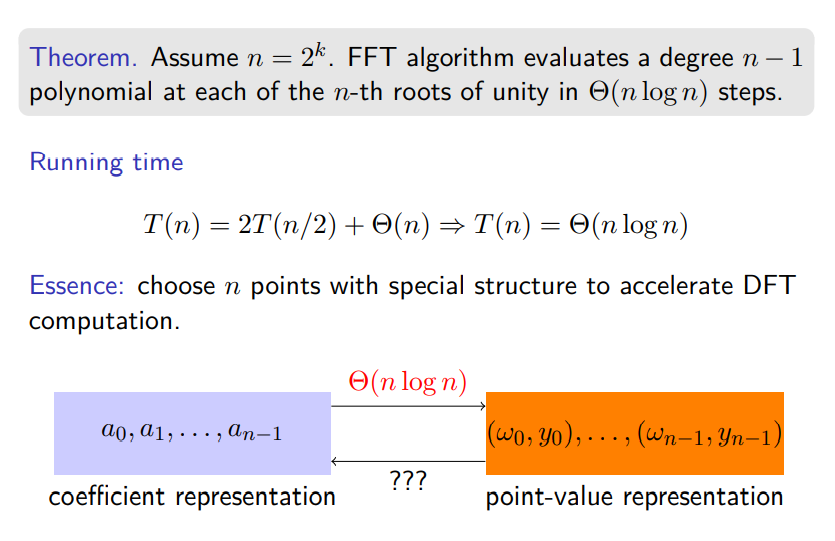 Theorem. Assume $n = 2^k$. FFT algorithm evaluates a degree $n - 1$
polynomial at each of the $n$-th roots of unity in $\Theta(n \log n)$ steps.
Running time
$T(n) = 2T(n/2) + \Theta(n) \Rightarrow T(n) = \Theta(n \log n)$
Essence: choose $n$ points with special structure to accelerate DFT
computation.
$\Theta(n \log n)$
$a_0, a_1, \ldots, a_{n-1}$
$(\omega_0, y_0), \ldots, (\omega_{n-1}, y_{n-1})$
???
coefficient representation
point-value representation